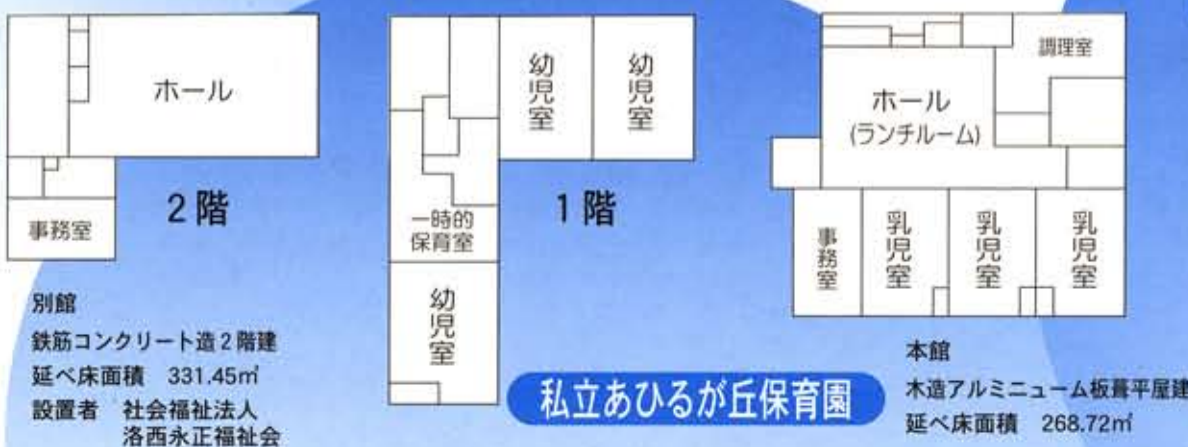 ホール
事務室
2階
別館
鉄筋コンクリート造2階建
延べ床面積 331.45㎡
設置者 社会福祉法人
洛西永正福祉会
幼児室
幼児室
一時的
保育室
幼児室
1階
私立あひるが丘保育園
調理室
ホール
(ランチルーム)
事務室
乳児室
乳児室
乳児室
本館
木造アルミニューム板葺平屋建
延べ床面積 268.72㎡